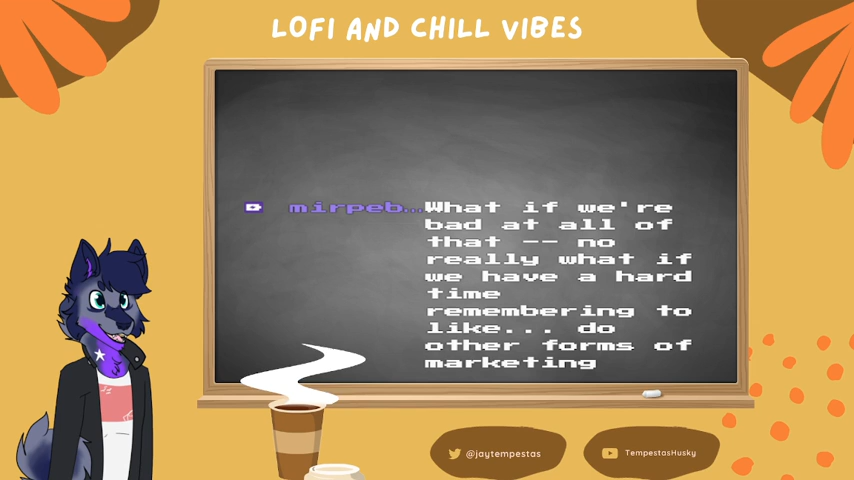 LOFI AND CHILL VIBES
mirpeb...What if we're
bad at all of
that -- no
really what if
we have a hard
time
remembering to
like... do
other forms of
marketing
@jaytempestas
TempestasHusky